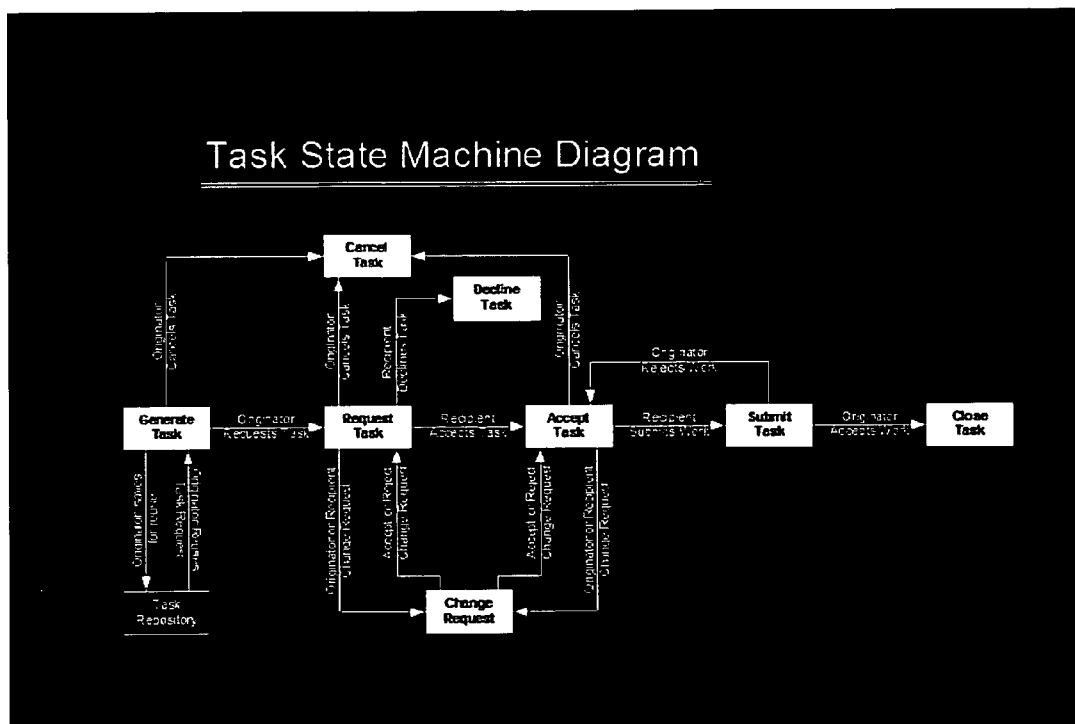 Task State Machine Diagram
Cancel
Task
Decline
Task
Originator
Cancels Task
Originator
Cancels Task
Recipient
Declines Task
Originator
Cancels Task
Originator
Rejects Work
Generate
Task
Originator
Requests Task
Request
Task
Recipient
Accepts Task
Accept
Task
Recipient
Submits Work
Submit
Task
Originator
Accepts Work
Close
Task
Originator saves
for reuse
Originator Reuses
Task Request
Originator or Recipient
Change Request
Accept or Reject
Change Request
Accept or Reject
Change Request
Originator or Recipient
Change Request
Change
Request
Task
Repository